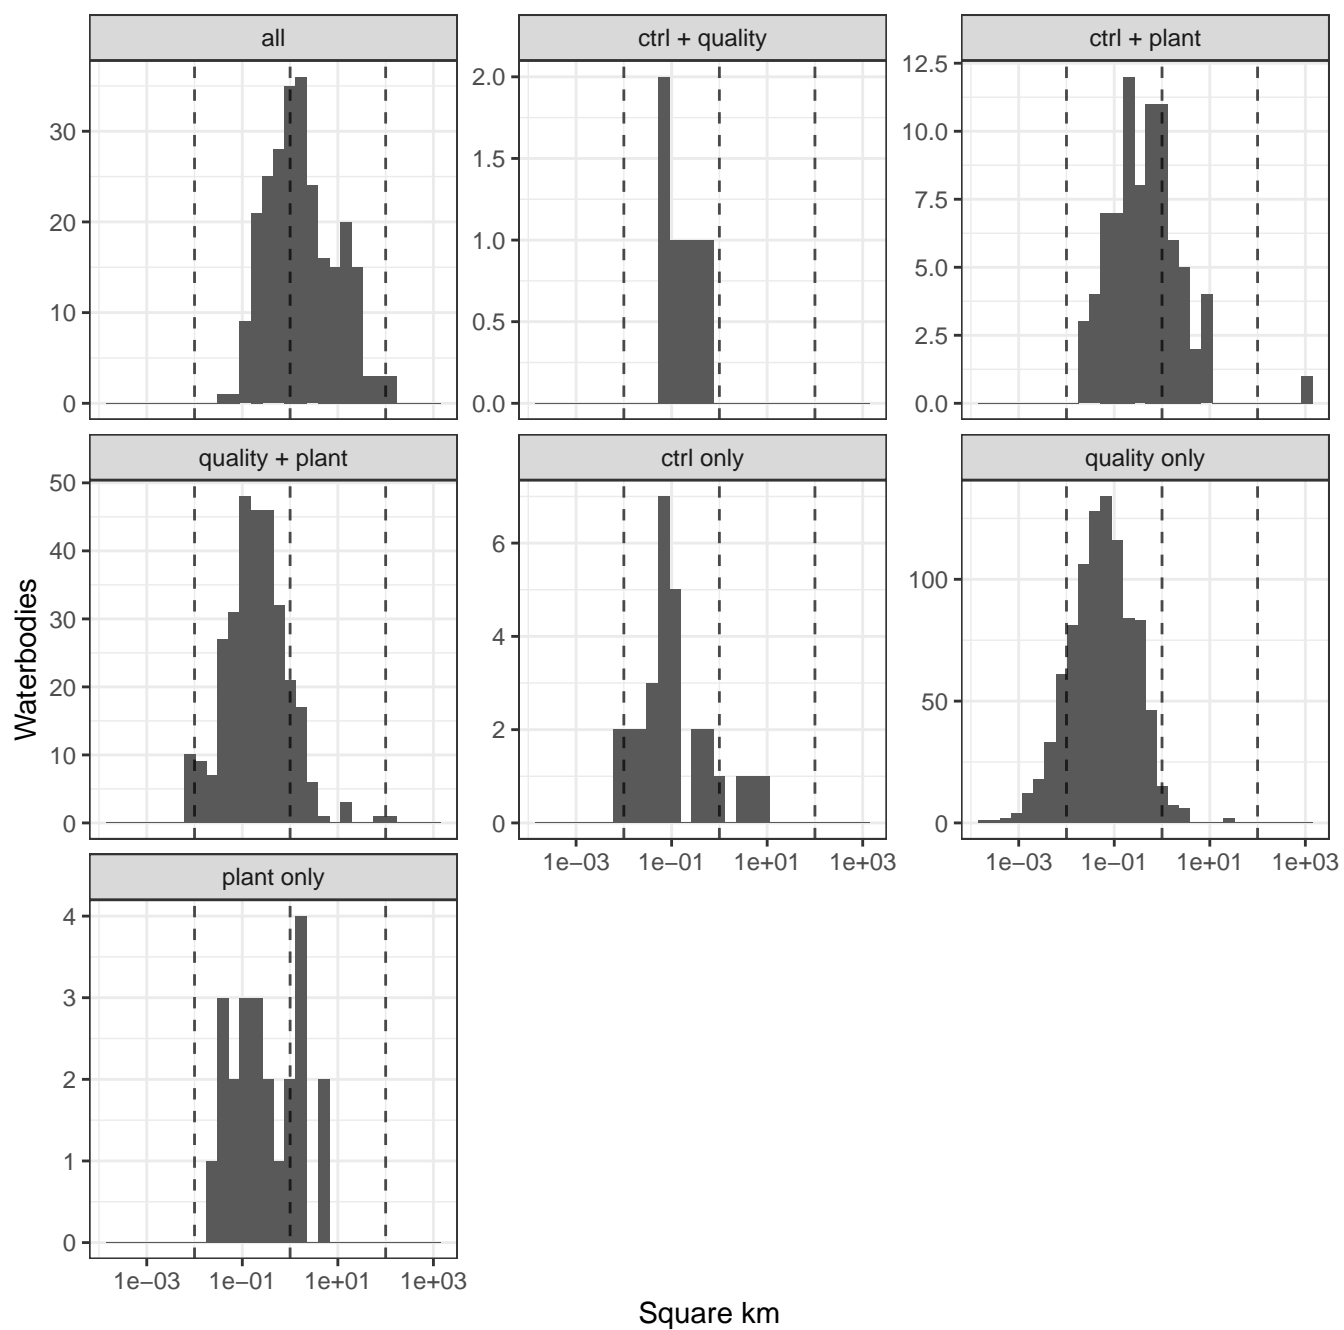 all
ctrl + quality
ctrl + plant
30
20
10
0
2.0
1.5
1.0
0.5
0.0
12.5
10.0
7.5
5.0
2.5
0.0
quality + plant
ctrl only
quality only
50
40
30
20
10
0
6
4
2
0
100
50
0
1e−03 1e−01 1e+01 1e+03
1e−03 1e−01 1e+01 1e+03
plant only
4
3
2
1
0
1e−03 1e−01 1e+01 1e+03
Waterbodies
Square km